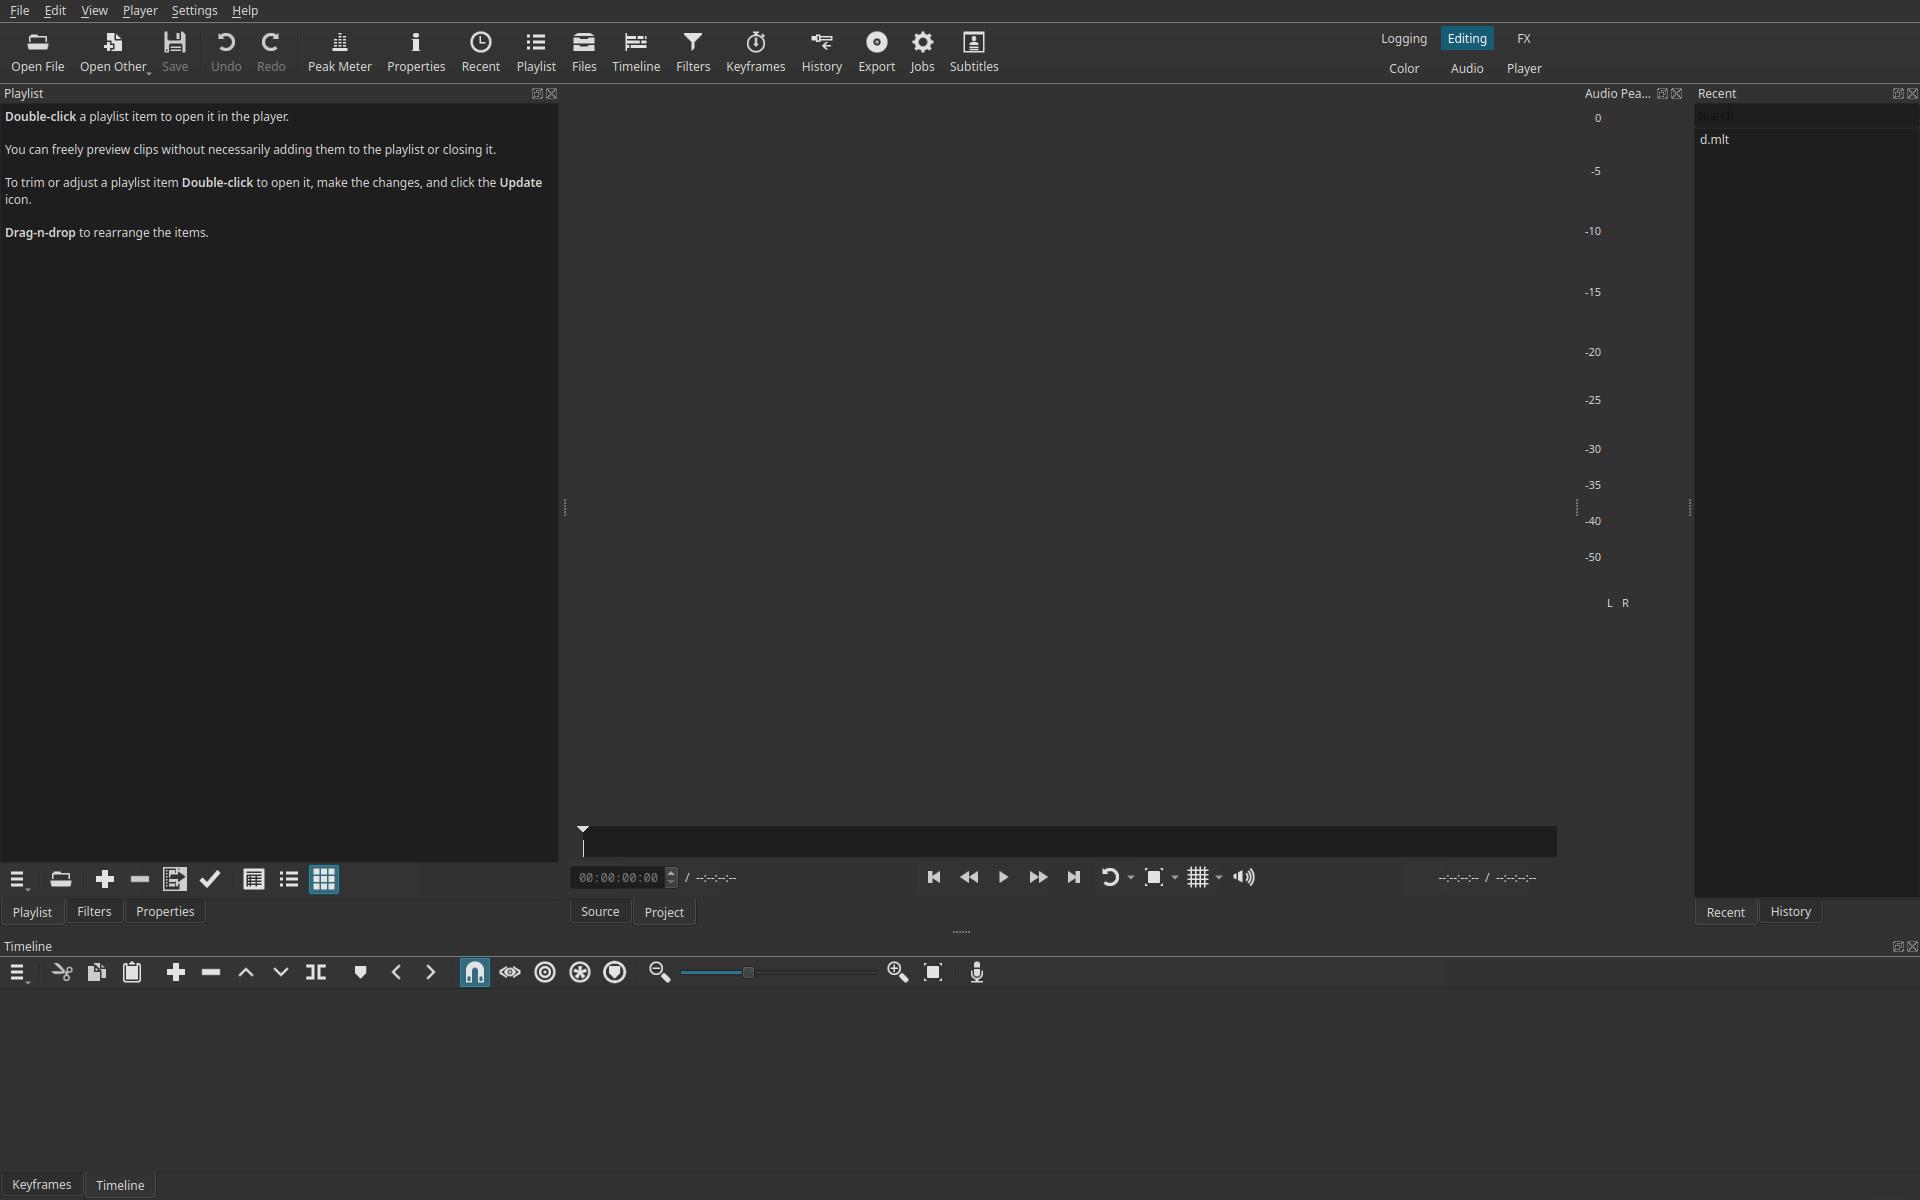 File Edit View Player Settings Help
Open File Open Other Save Undo Redo Peak Meter Properties Recent Playlist Files Timeline Filters Keyframes History Export Jobs Subtitles
Logging Editing FX
Color Audio Player
Playlist
Double-click a playlist item to open it in the player.
You can freely preview clips without necessarily adding them to the playlist or closing it.
To trim or adjust a playlist item Double-click to open it, make the changes, and click the Update
icon.
Drag-n-drop to rearrange the items.
Playlist Filters Properties
00:00:00:00 / --:--:--:--
--:--:--:-- / --:--:--:--
Source Project
Audio Pea...
0
-5
-10
-15
-20
-25
-30
-35
-40
-50
L R
Recent
search
d.mlt
Recent History
Timeline
Keyframes Timeline